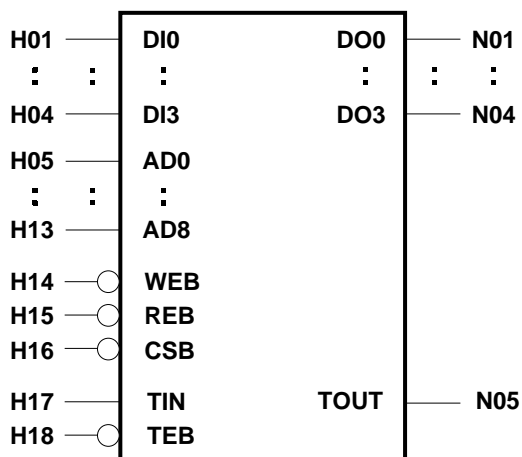 H01 DI0 DO0 N01
: : : : : :
H04 DI3 DO3 N04
H05 AD0
: : :
H13 AD8
H14 WEB
H15 REB
H16 CSB
H17 TIN TOUT N05
H18 TEB